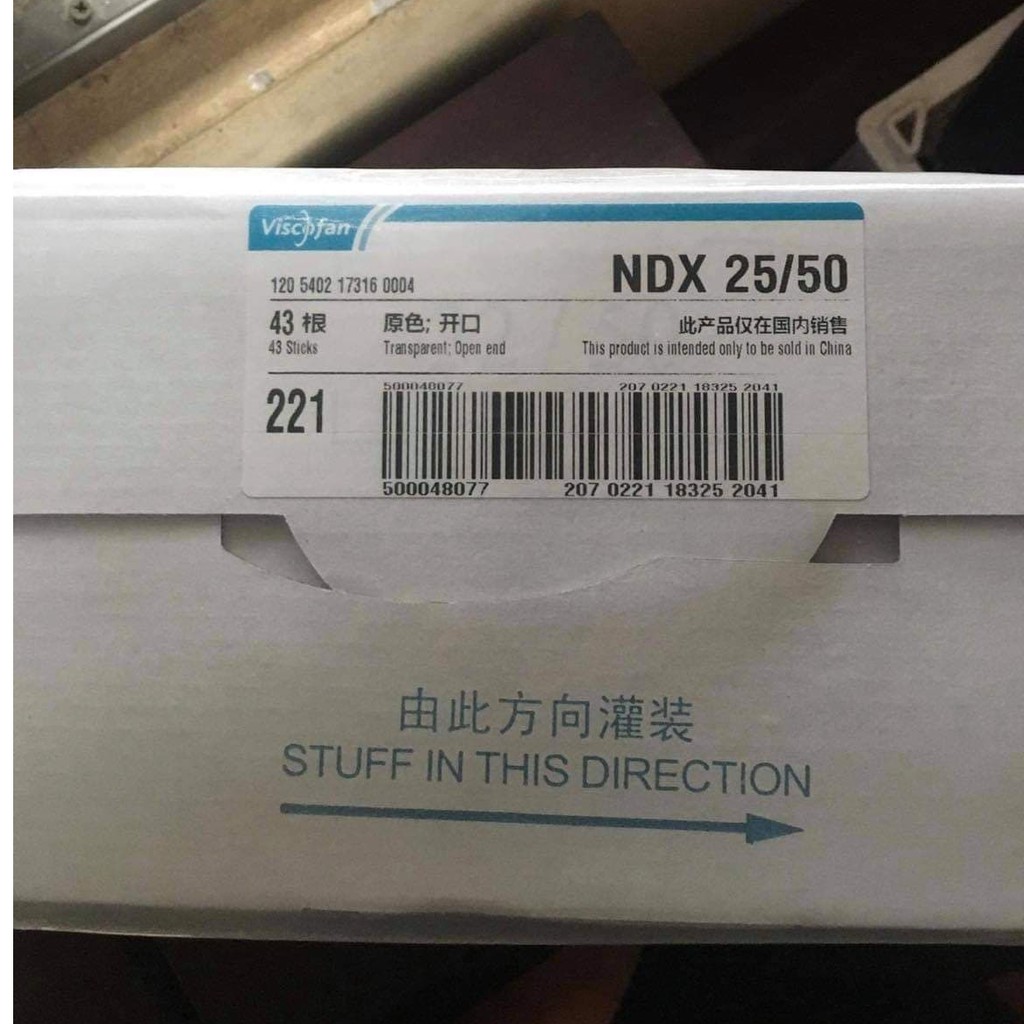 Viscofan
NDX 25/50
120 5402 17316 0004
43 根
原色; 开口
此产品仅在国内销售
43 Sticks
Transparent; Open end
This product is intended only to be sold in China
221
500048077
207 0221 18325 2041
500048077
207 0221 18325 2041
由此方向灌装
STUFF IN THIS DIRECTION